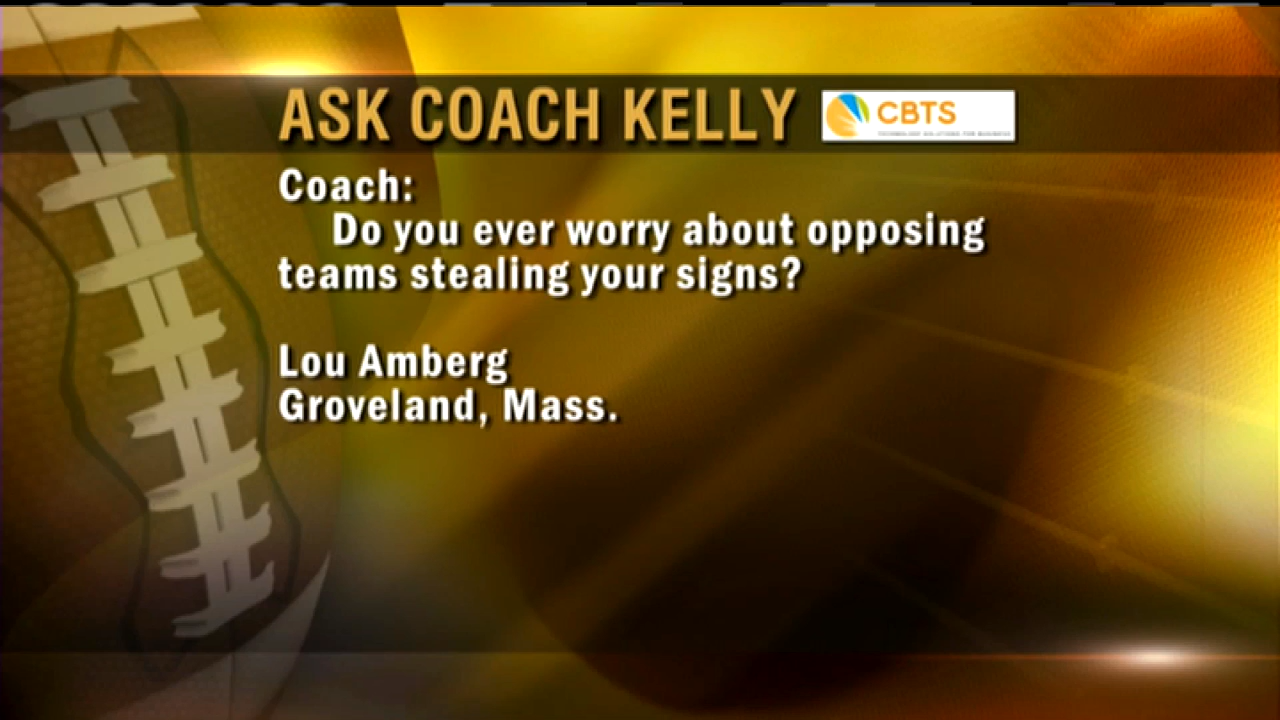 ASK COACH KELLY CBTS
Coach:
Do you ever worry about opposing
teams stealing your signs?
Lou Amberg
Groveland, Mass.